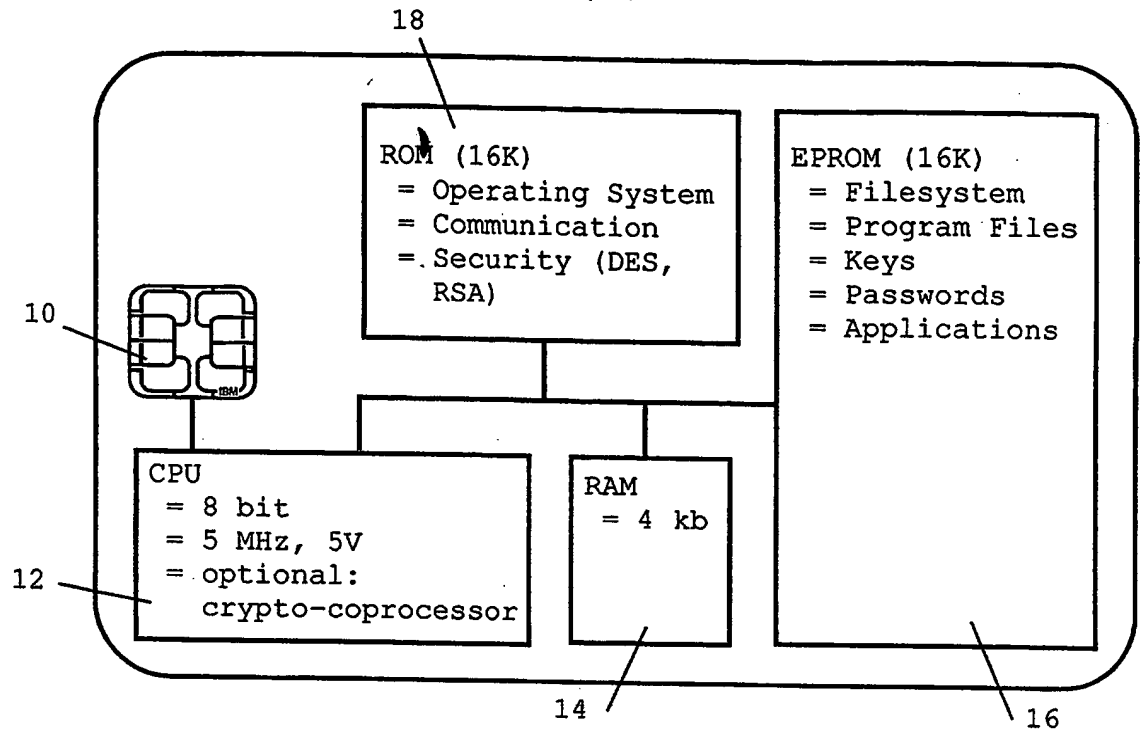 18
ROM (16K)
= Operating System
= Communication
= Security (DES,
RSA)
EPROM (16K)
= Filesystem
= Program Files
= Keys
= Passwords
= Applications
10
IBM
CPU
= 8 bit
= 5 MHz, 5V
= optional:
crypto-coprocessor
12
RAM
= 4 kb
14
16